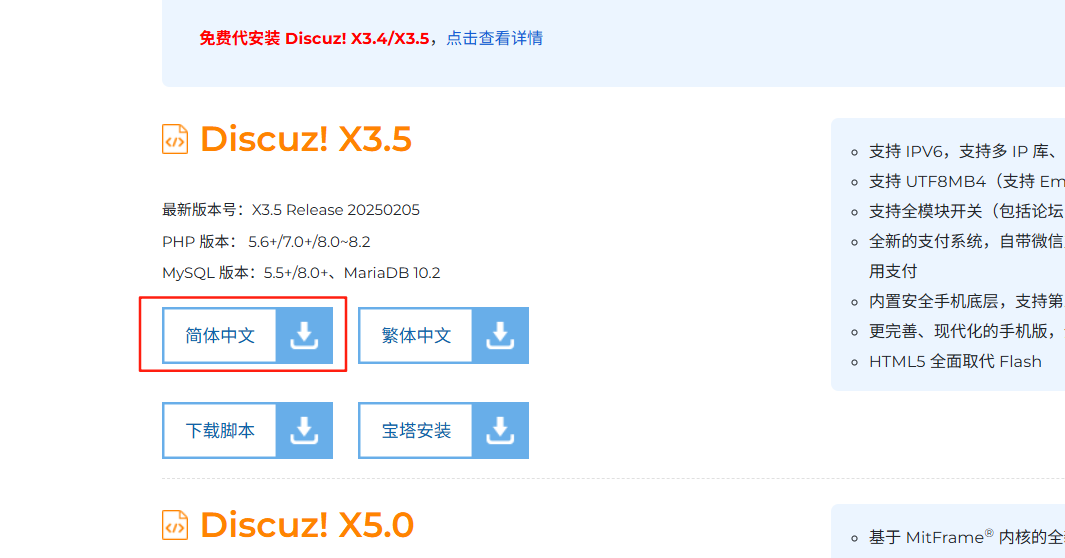 免费代安装 Discuz! X3.4/X3.5，点击查看详情
Discuz! X3.5
最新版本号：X3.5 Release 20250205
PHP 版本： 5.6+/7.0+/8.0~8.2
MySQL 版本：5.5+/8.0+、MariaDB 10.2
简体中文
繁体中文
下载脚本
宝塔安装
支持 IPV6，支持多 IP 库、
支持 UTF8MB4（支持 Em
支持全模块开关（包括论坛
全新的支付系统，自带微信
用支付
内置安全手机底层，支持第
更完善、现代化的手机版，
HTML5 全面取代 Flash
Discuz! X5.0
基于 MitFrame® 内核的全